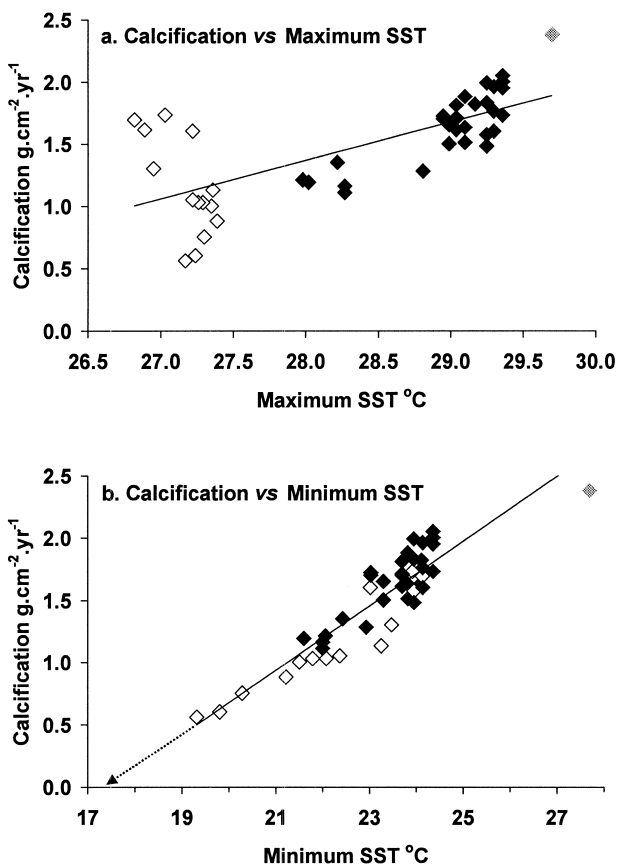 a. Calcification vs Maximum SST
Calcification g.cm-2.yr-1
2.5
2.0
1.5
1.0
0.5
0.0
26.5 27.0 27.5 28.0 28.5 29.0 29.5 30.0
Maximum SST oC
b. Calcification vs Minimum SST
Calcification g.cm-2.yr-1
2.5
2.0
1.5
1.0
0.5
0.0
17 19 21 23 25 27
Minimum SST oC